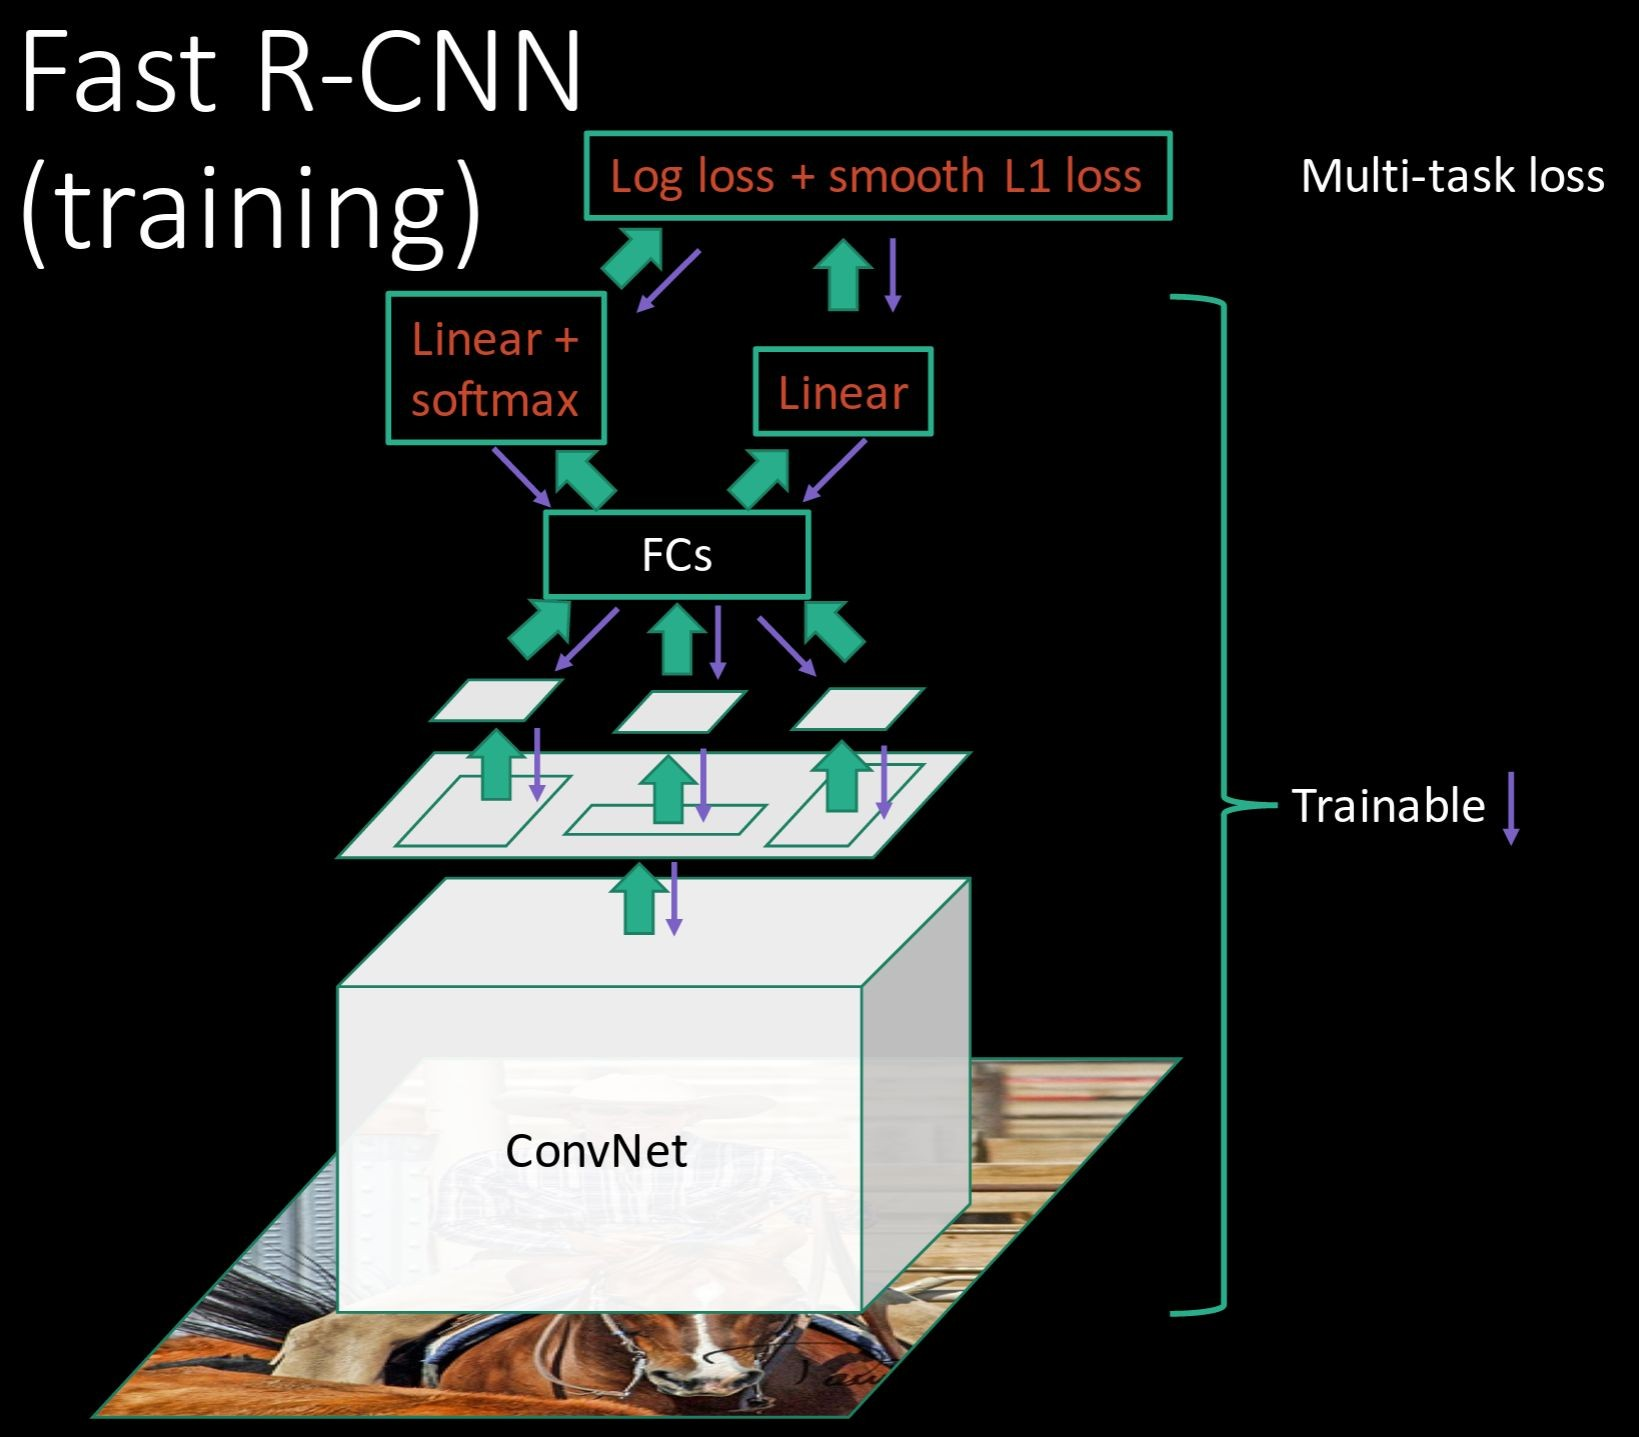 Fast R-CNN
(training)
Log loss + smooth L1 loss
Multi-task loss
Linear +
softmax
Linear
FCs
Trainable
ConvNet